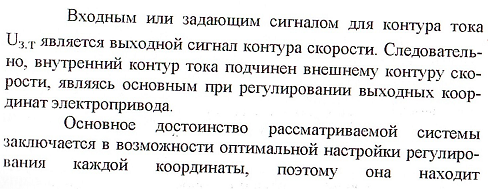 Входным или задающим сигналом для контура тока
Uз.т является выходной сигнал контура скорости. Следователь-
но, внутренний контур тока подчинен внешнему контуру ско-
рости, являясь основным при регулировании выходных коор-
динат электропривода.
Основное достоинство рассматриваемой системы
заключается в возможности оптимальной настройки регулиро-
вания каждой координаты, поэтому она находит